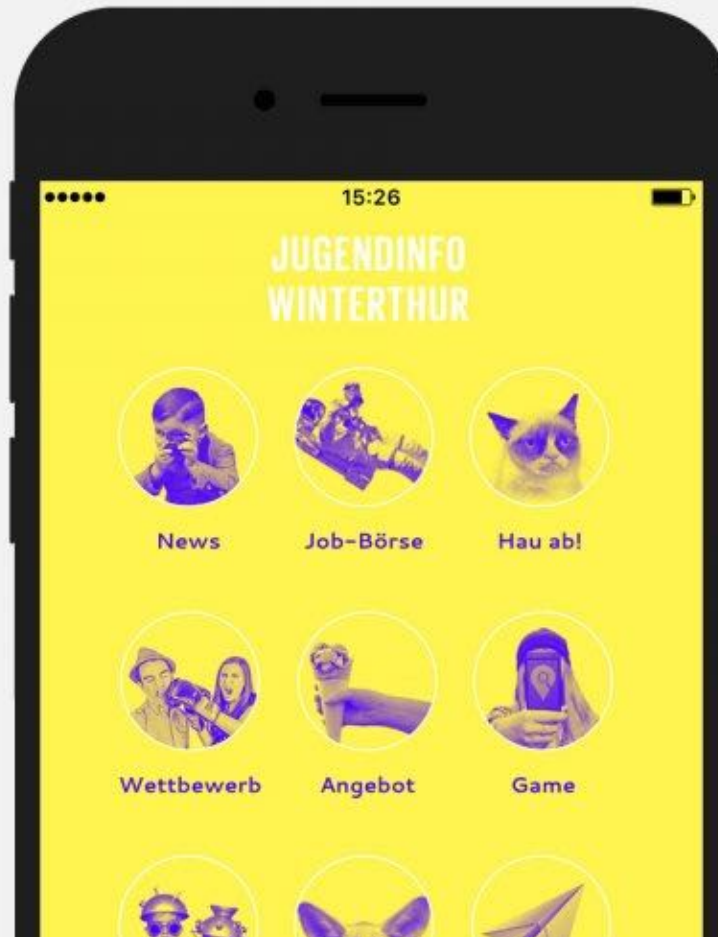 15:26
JUGENDINFO
WINTERTHUR
News Job-Börse Hau ab!
Wettbewerb Angebot Game